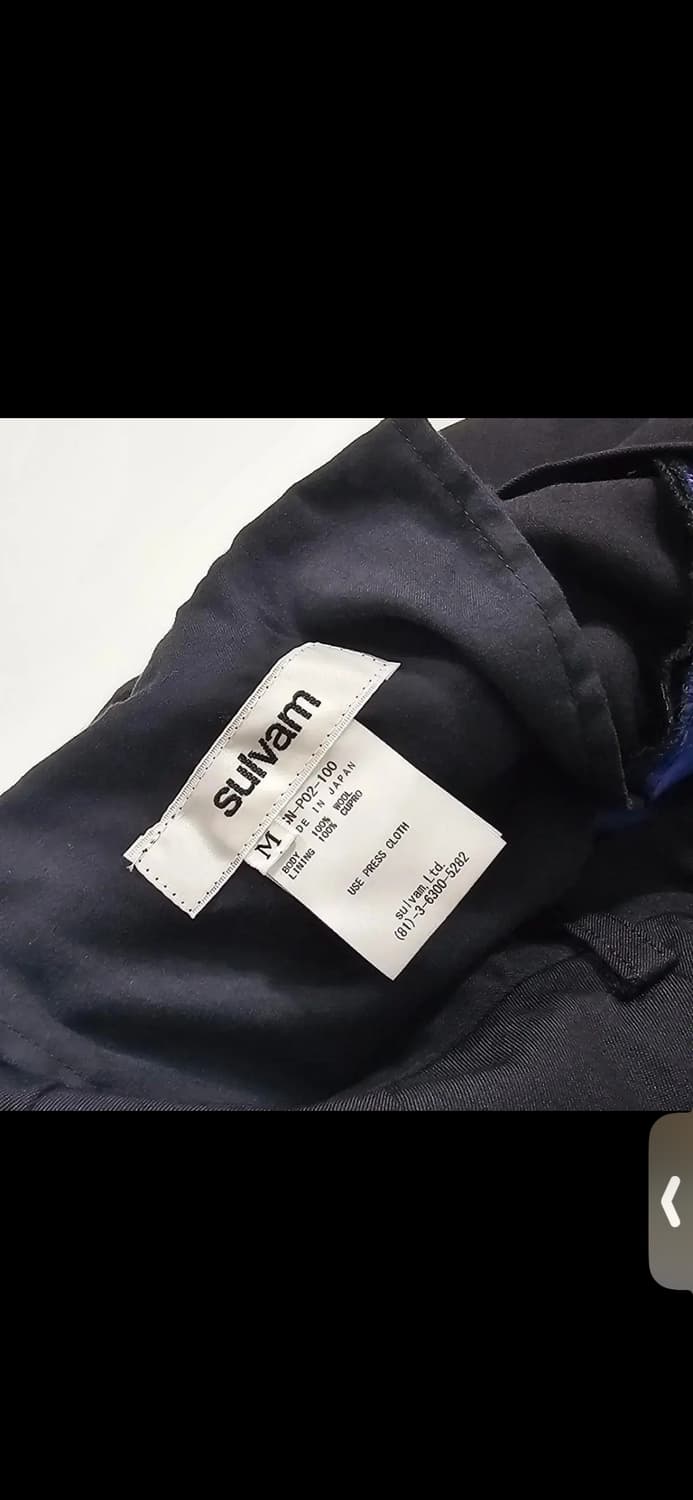 sulvam
M
N-P02-100
DE IN JAPAN
BODY 100% WOOL
LINING 100% CUPRO
USE PRESS CLOTH
sulvam, Ltd.
(81)-3-6300-5282